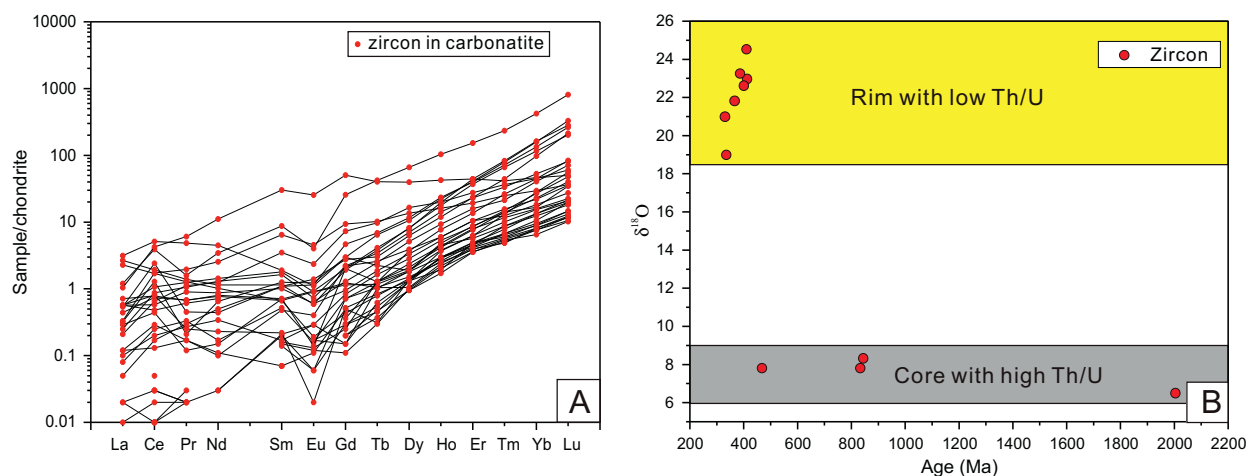 10000
1000
100
10
1
0.1
0.01
Sample/chondrite
zircon in carbonatite
A
La Ce Pr Nd Sm Eu Gd Tb Dy Ho Er Tm Yb Lu
26
24
22
20
18
16
14
12
10
8
6
δ¹⁸O
Zircon
Rim with low Th/U
Core with high Th/U
B
200 400 600 800 1000 1200 1400 1600 1800 2000 2200
Age (Ma)